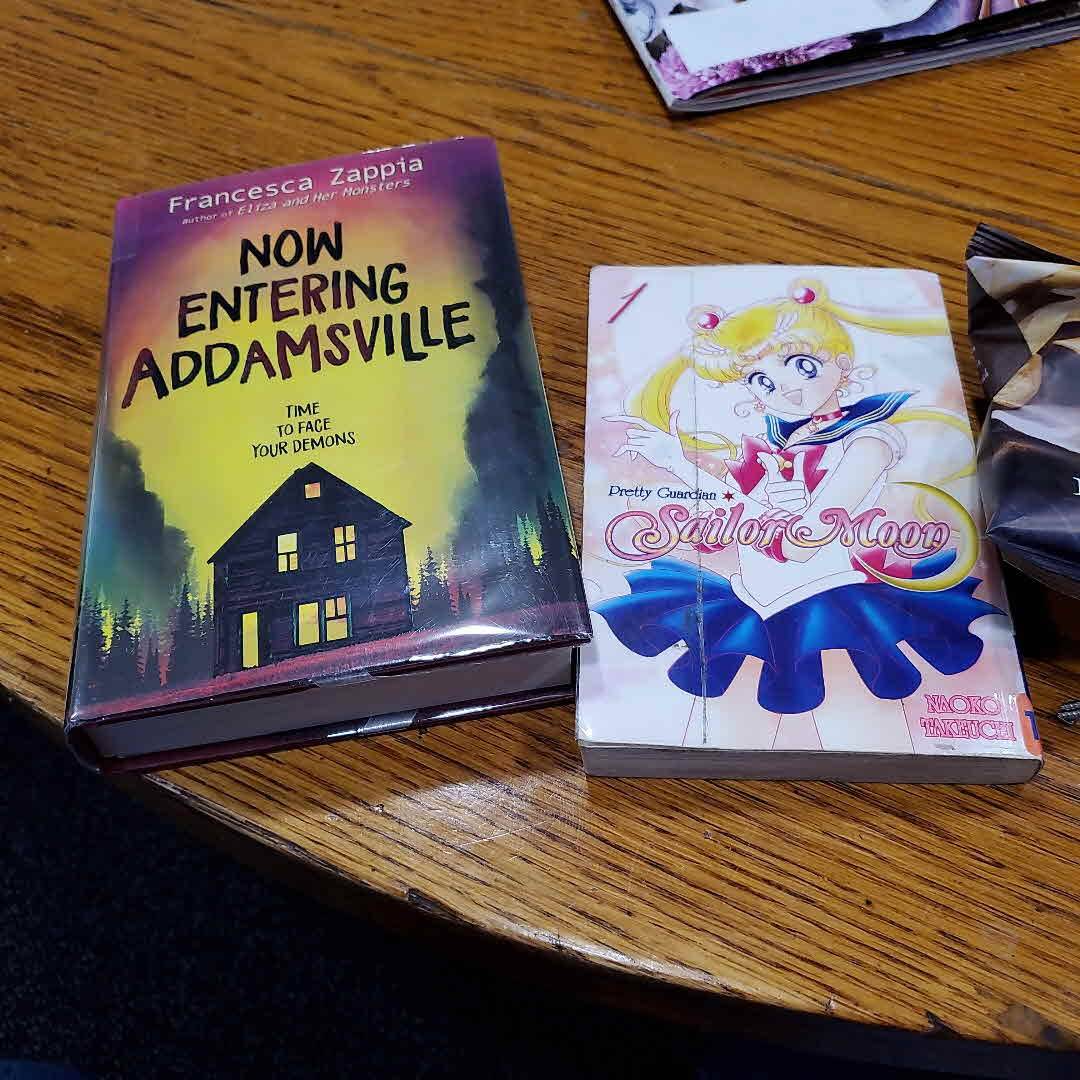 Francesca Zappia
author of Eliza and Her Monsters
NOW
ENTERING
ADDAMSVILLE
TIME
TO FACE
YOUR DEMONS
1
Pretty Guardian
Sailor Moon
NAOKO
TAKEUCHI